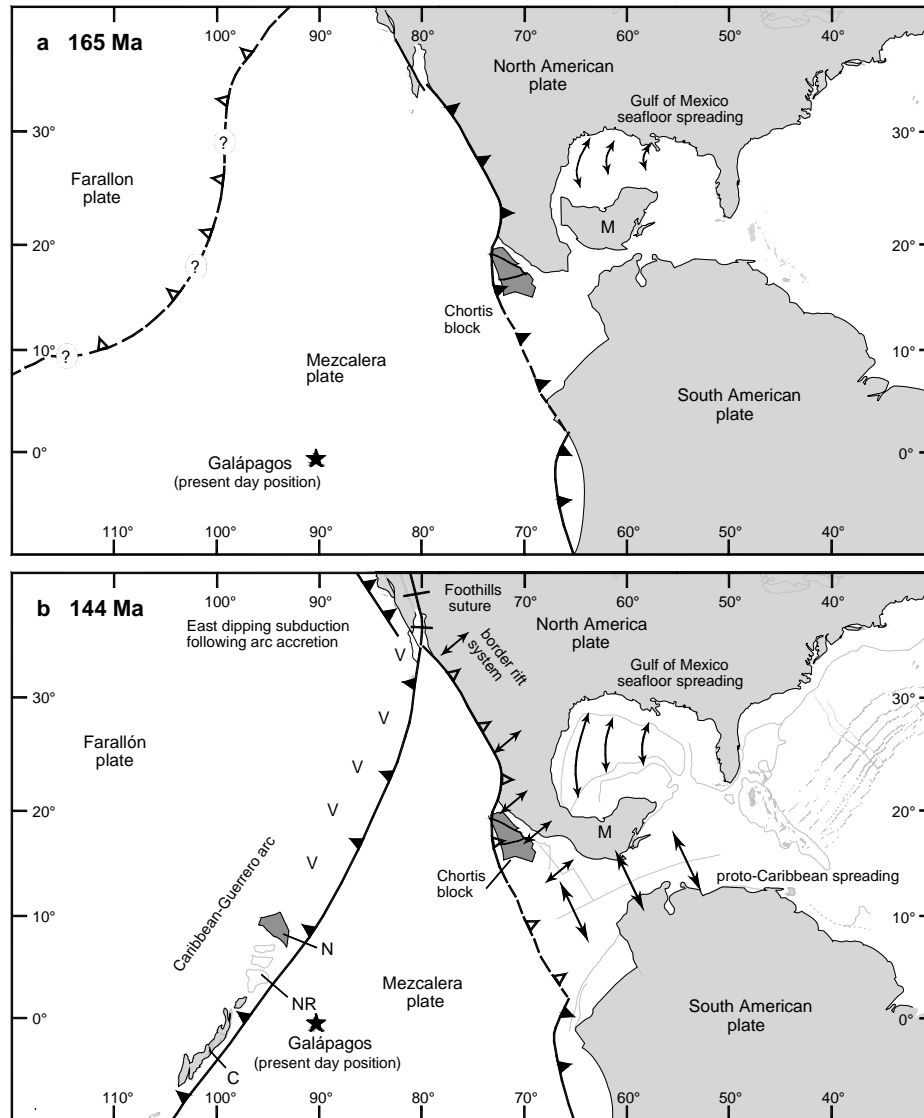 a 165 Ma
100°
90°
80°
70°
60°
50°
40°
North American
plate
Gulf of Mexico
seafloor spreading
30°
30°
?
Farallon
plate
M
20°
20°
?
Chortis
block
10°
?
10°
Mezcalera
plate
South American
plate
0°
0°
Galápagos
(present day position)
110°
100°
90°
80°
70°
60°
50°
40°
b 144 Ma
100°
90°
80°
70°
60°
50°
40°
Foothills
suture
East dipping subduction
following arc accretion
North America
plate
border rift
system
V
Gulf of Mexico
seafloor spreading
30°
30°
V
Farallón
plate
V
20°
20°
V
M
V
Chortis
block
proto-Caribbean spreading
Caribbean-Guerrero arc
10°
10°
N
Mezcalera
plate
NR
South American
plate
0°
0°
Galápagos
(present day position)
C
110°
100°
90°
80°
70°
60°
50°
40°